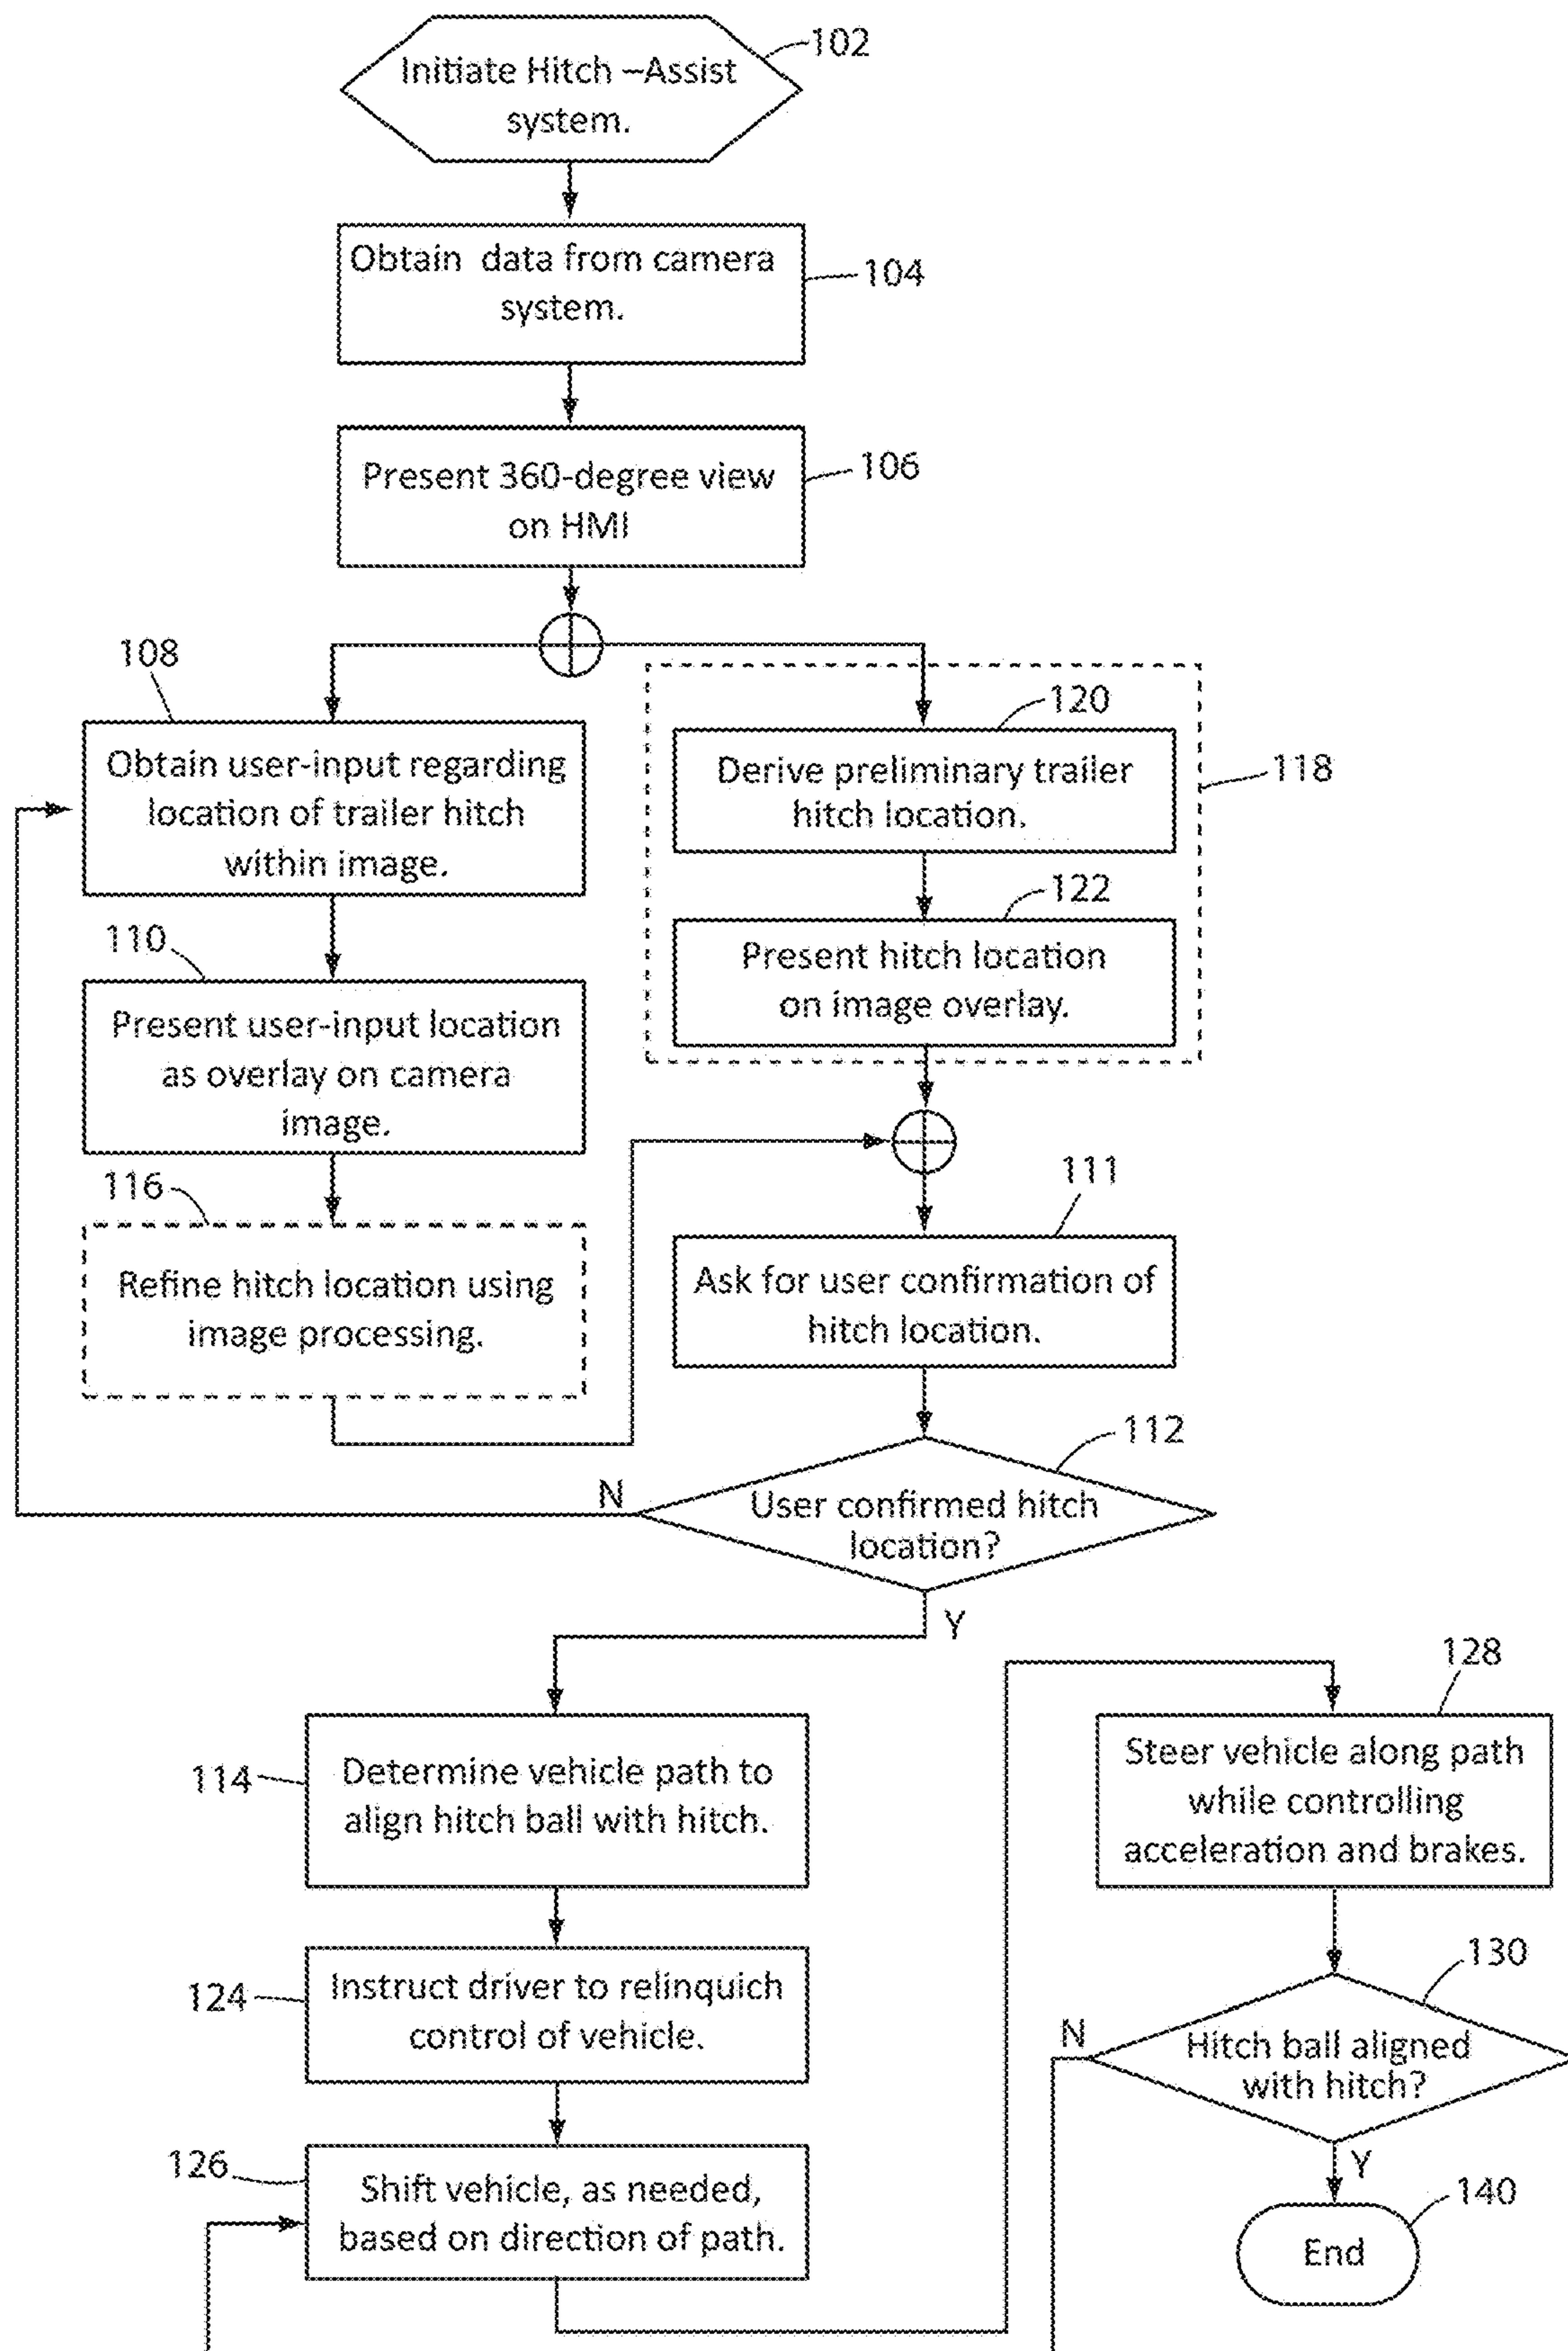 Initiate Hitch –Assist
system.
102
Obtain data from camera
system.
104
Present 360-degree view
on HMI
106
108
Obtain user-input regarding
location of trailer hitch
within image.
120
Derive preliminary trailer
hitch location.
118
122
Present hitch location
on image overlay.
110
Present user-input location
as overlay on camera
image.
116
Refine hitch location using
image processing.
111
Ask for user confirmation of
hitch location.
112
User confirmed hitch
location?
N
Y
114
Determine vehicle path to
align hitch ball with hitch.
124
Instruct driver to relinquich
control of vehicle.
126
Shift vehicle, as needed,
based on direction of path.
128
Steer vehicle along path
while controlling
acceleration and brakes.
130
Hitch ball aligned
with hitch?
N
Y
140
End